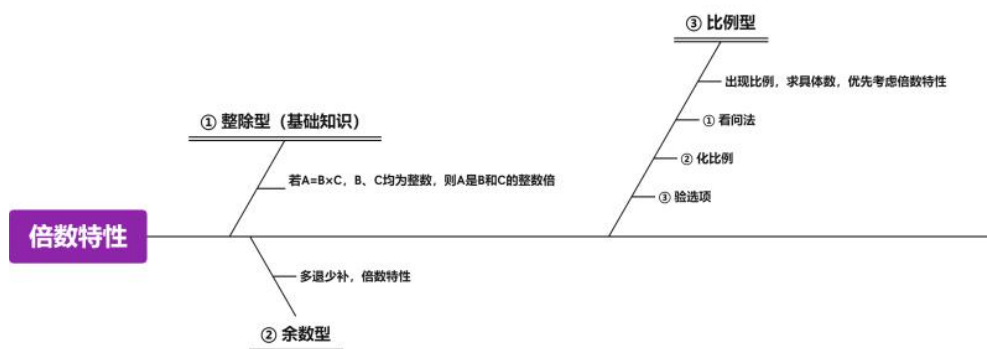 ③ 比例型
出现比例，求具体数，优先考虑倍数特性
① 看问法
② 化比例
③ 验选项
① 整除型（基础知识）
若A=B×C，B、C均为整数，则A是B和C的整数倍
倍数特性
多退少补，倍数特性
② 余数型